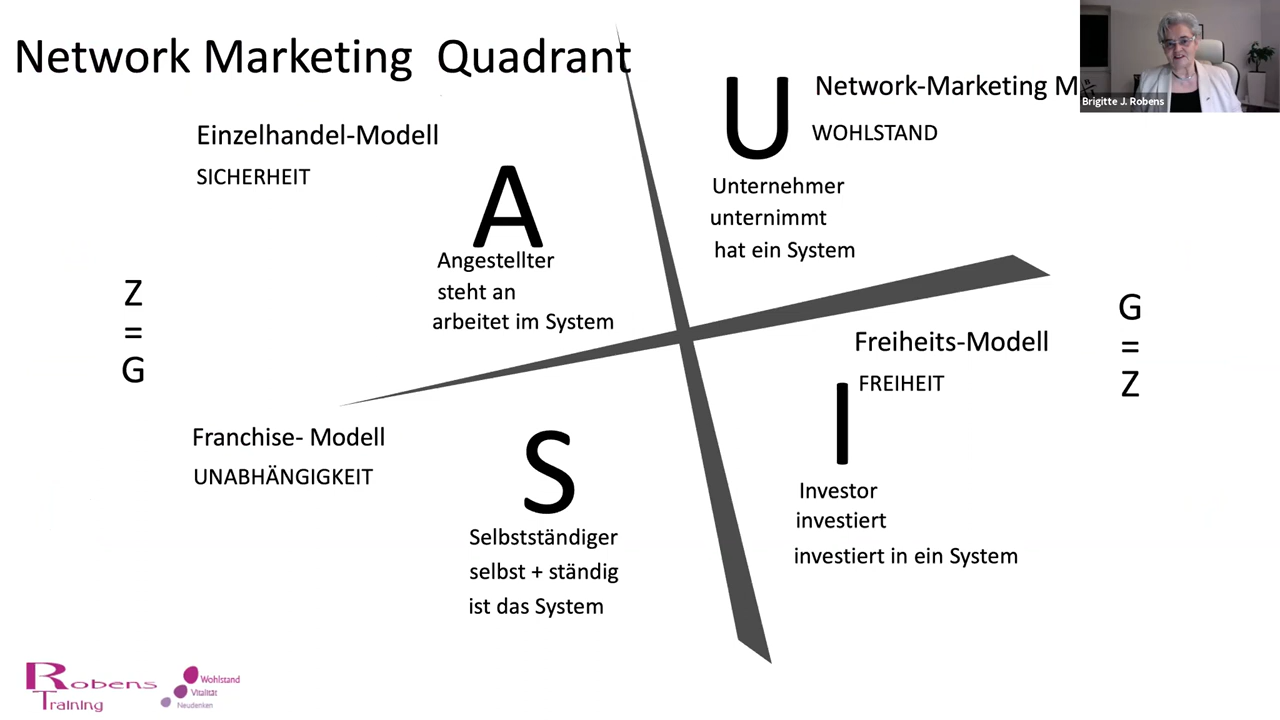 Network Marketing Quadrant
Einzelhandel-Modell
SICHERHEIT
A
Angestellter
steht an
arbeitet im System
U
Network-Marketing M
WOHLSTAND
Unternehmer
unternimmt
hat ein System
Brigitte J. Robens
Z
=
G
G
=
Z
Franchise- Modell
UNABHÄNGIGKEIT
S
Selbstständiger
selbst + ständig
ist das System
Freiheits-Modell
FREIHEIT
I
Investor
investiert
investiert in ein System
Robens
Training
Wohlstand
Vitalität
Neudenken